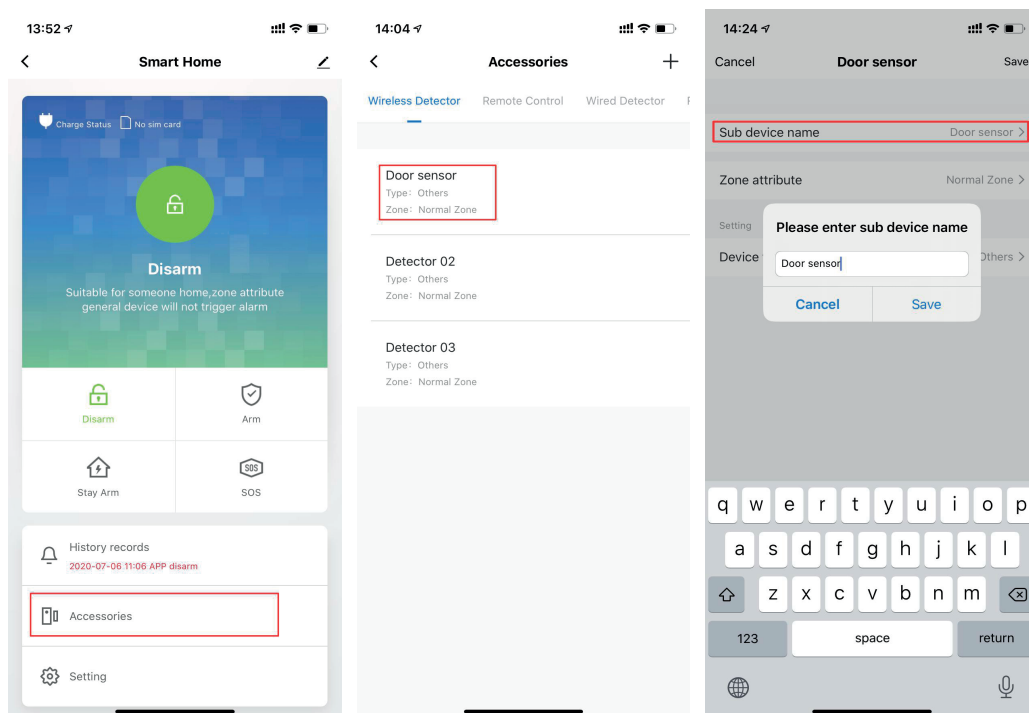 13:52
Smart Home
Charge Status No sim card
Disarm
Suitable for someone home,zone attribute
general device will not trigger alarm
Disarm
Arm
Stay Arm
SOS
SOS
History records
2020-07-06 11:06 APP disarm
Accessories
Setting
14:04
Accessories
+
Wireless Detector Remote Control Wired Detector
Door sensor
Type: Others
Zone: Normal Zone
Detector 02
Type: Others
Zone: Normal Zone
Detector 03
Type: Others
Zone: Normal Zone
14:24
Cancel Door sensor Save
Sub device name Door sensor >
Zone attribute Normal Zone >
Setting
Please enter sub device name
Device Others >
Door sensor
Cancel Save
q w e r t y u i o p
a s d f g h j k l
z x c v b n m
123 space return